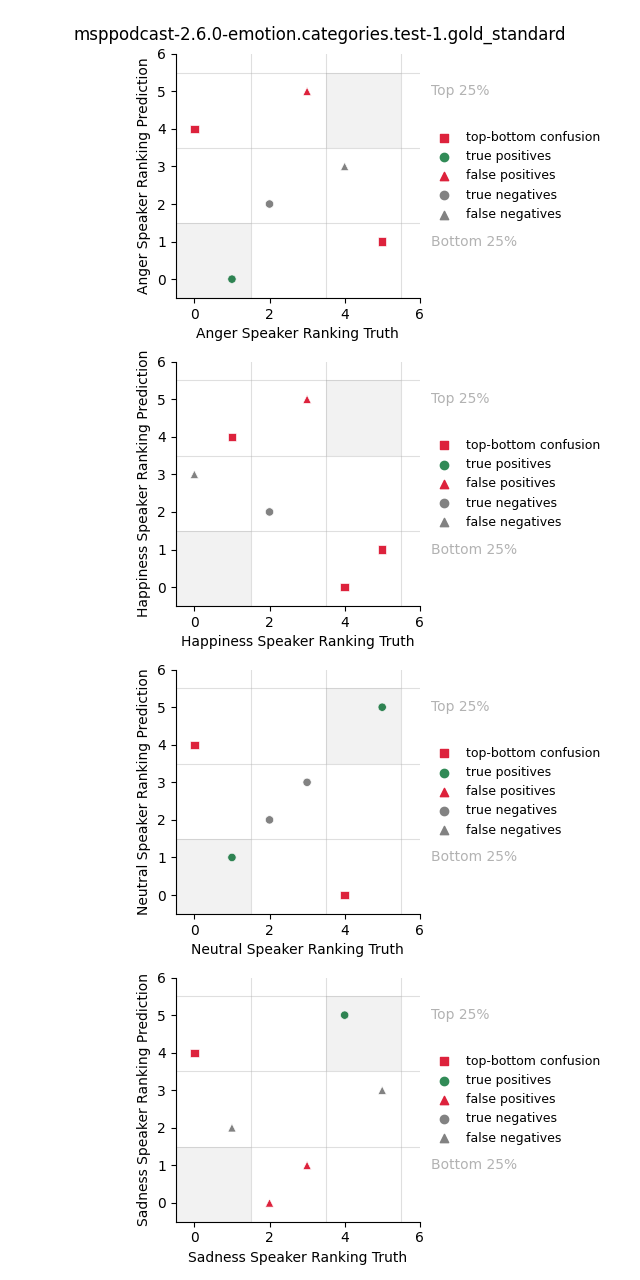 msppodcast-2.6.0-emotion.categories.test-1.gold_standard
6
5
4
3
2
1
0
Anger Speaker Ranking Prediction
0 2 4 6
Anger Speaker Ranking Truth
Top 25%
top-bottom confusion
true positives
false positives
true negatives
false negatives
Bottom 25%
6
5
4
3
2
1
0
Happiness Speaker Ranking Prediction
0 2 4 6
Happiness Speaker Ranking Truth
Top 25%
top-bottom confusion
true positives
false positives
true negatives
false negatives
Bottom 25%
6
5
4
3
2
1
0
Neutral Speaker Ranking Prediction
0 2 4 6
Neutral Speaker Ranking Truth
Top 25%
top-bottom confusion
true positives
false positives
true negatives
false negatives
Bottom 25%
6
5
4
3
2
1
0
Sadness Speaker Ranking Prediction
0 2 4 6
Sadness Speaker Ranking Truth
Top 25%
top-bottom confusion
true positives
false positives
true negatives
false negatives
Bottom 25%